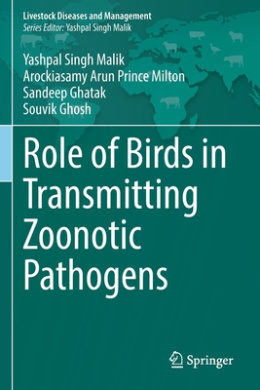 Livestock Diseases and Management
Series Editor: Yashpal Singh Malik
Yashpal Singh Malik
Arockiasamy Arun Prince Milton
Sandeep Ghatak
Souvik Ghosh
Role of Birds in
Transmitting
Zoonotic
Pathogens
Springer